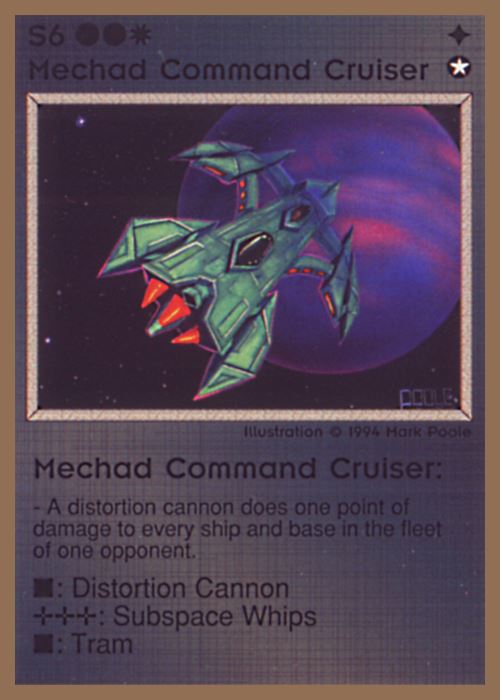 S6
Mechad Command Cruiser
POOLE
Illustration © 1994 Mark Poole
Mechad Command Cruiser:
- A distortion cannon does one point of
damage to every ship and base in the fleet
of one opponent.
: Distortion Cannon
: Subspace Whips
: Tram